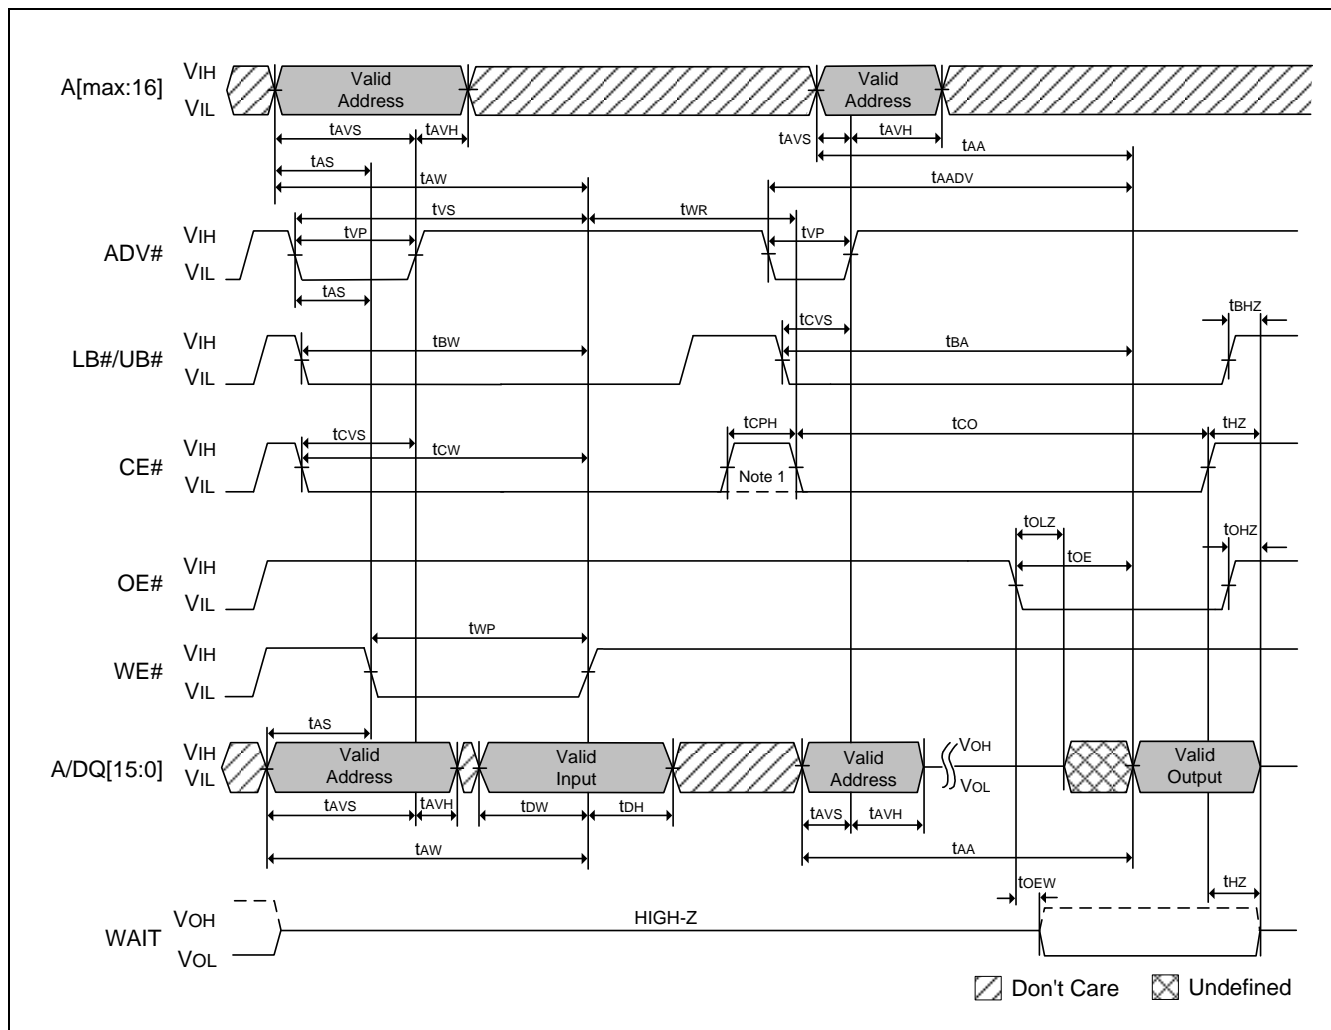 A[max:16]
VIH
VIL
Valid
Address
Valid
Address
tAVS
tAVH
tAVS
tAVH
tAS
tAA
tAW
tAADV
tVS
tWR
ADV#
VIH
VIL
tVP
tVP
tAS
tCVS
tBHZ
LB#/UB#
VIH
VIL
tBW
tBA
tCPH
tCO
tHZ
CE#
VIH
VIL
tCVS
tCW
Note 1
tOLZ
tOHZ
OE#
VIH
VIL
tOE
tWP
WE#
VIH
VIL
tAS
A/DQ[15:0]
VIH
VIL
Valid
Address
Valid
Input
Valid
Address
VOH
VOL
Valid
Output
tAVS
tAVH
tDW
tDH
tAVS
tAVH
tAW
tAA
tOEW
tHZ
WAIT
VOH
VOL
HIGH-Z
Don't Care
Undefined